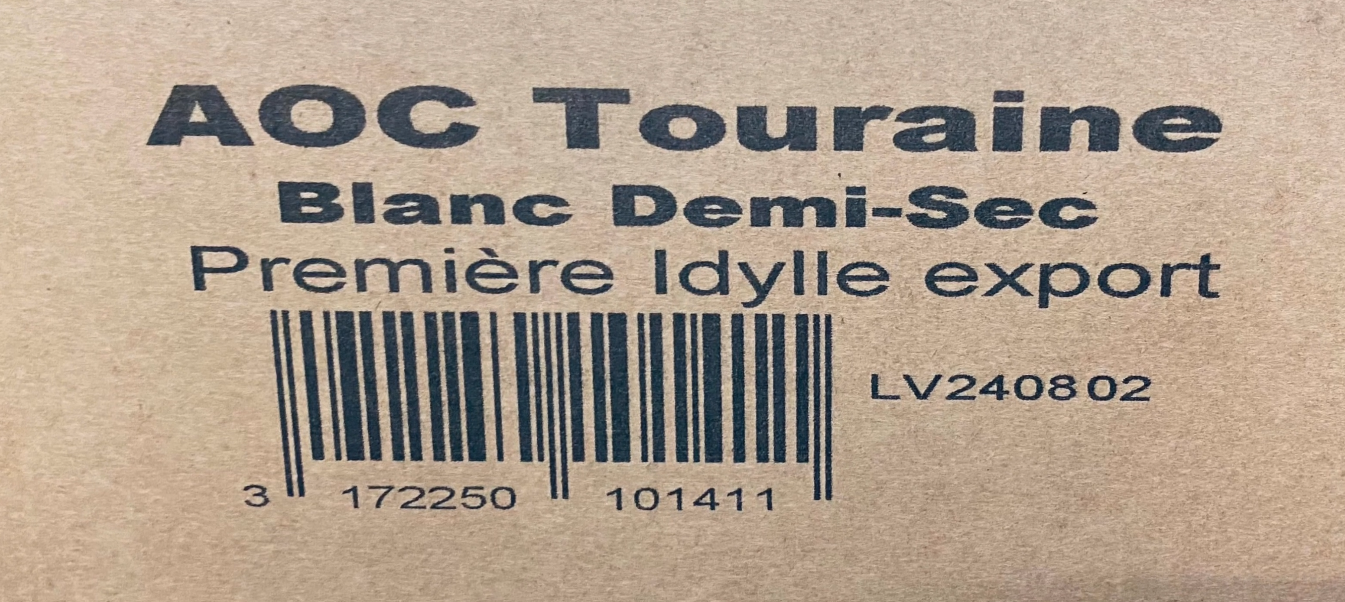 AOC Touraine
Blanc Demi-Sec
Première Idylle export
LV240802
3 172250 101411